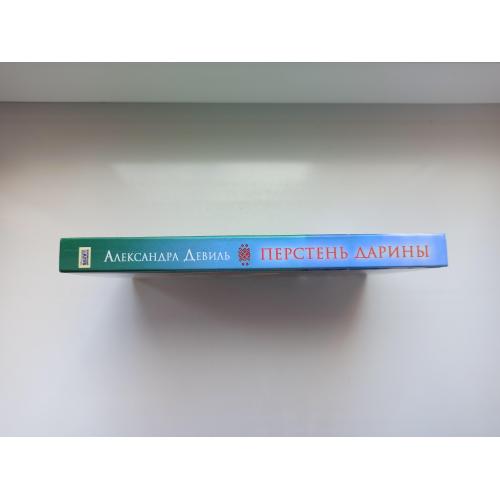 Александра Девиль
ПЕРСТЕНЬ ДАРИНЫ